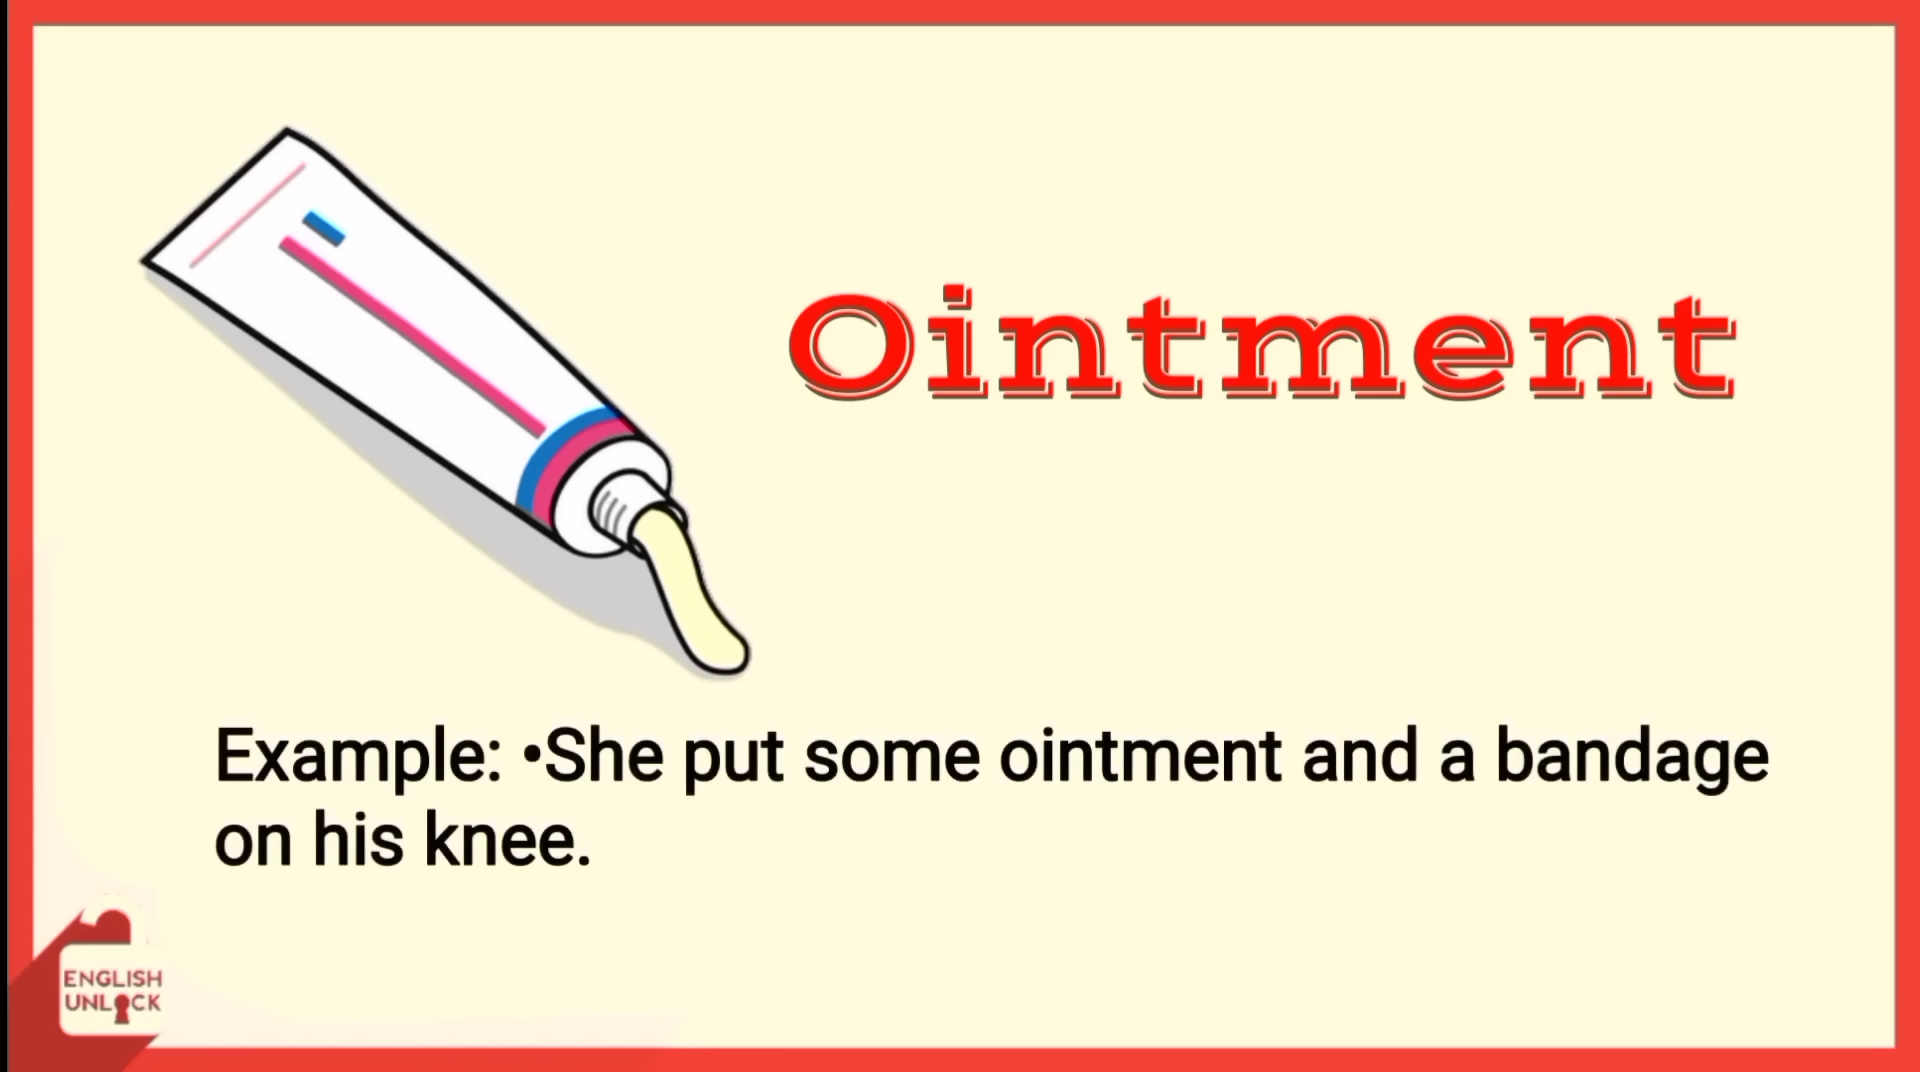 Ointment
Example: •She put some ointment and a bandage
on his knee.
ENGLISH
UNLOCK